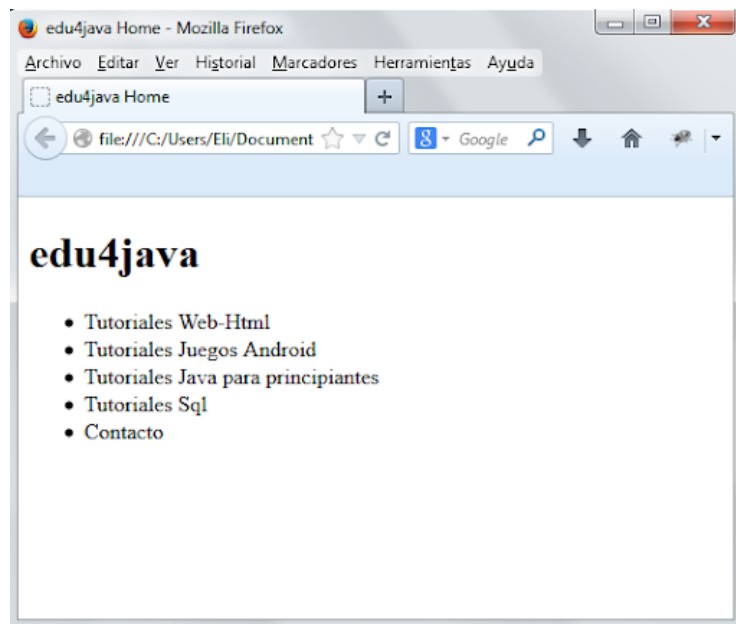 edu4java Home - Mozilla Firefox
Archivo Editar Ver Historial Marcadores Herramientas Ayuda
edu4java Home
file:///C:/Users/Eli/Document 8 Google
edu4java
Tutoriales Web-Html
Tutoriales Juegos Android
Tutoriales Java para principiantes
Tutoriales Sql
Contacto